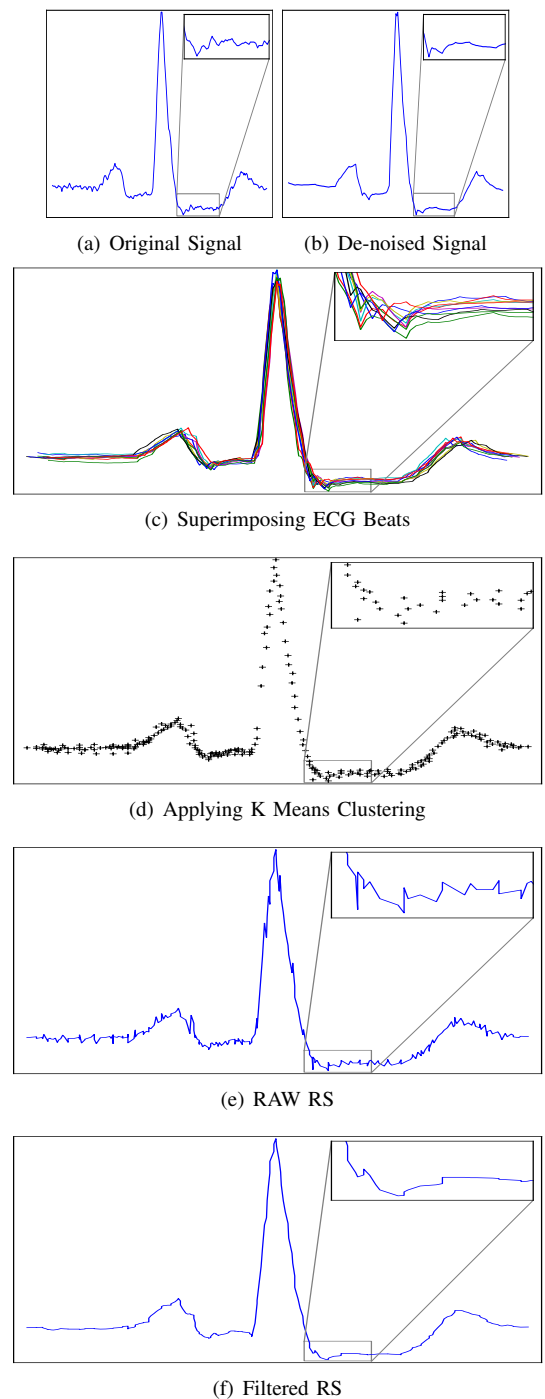 (a) Original Signal
(b) De-noised Signal
(c) Superimposing ECG Beats
(d) Applying K Means Clustering
(e) RAW RS
(f) Filtered RS